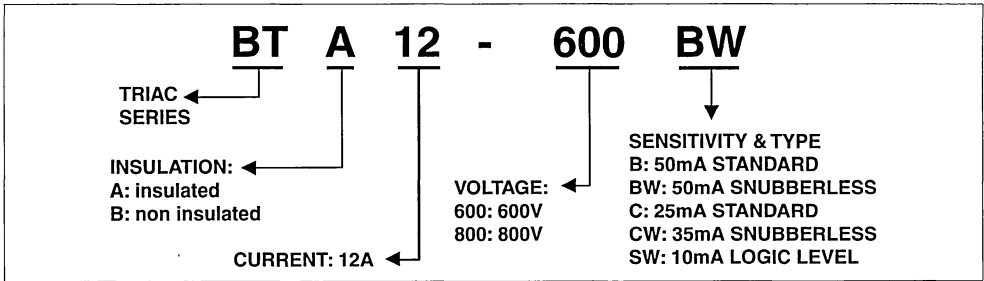 BT A 12 - 600 BW
TRIAC
SERIES
INSULATION:
A: insulated
B: non insulated
CURRENT: 12A
VOLTAGE:
600: 600V
800: 800V
SENSITIVITY & TYPE
B: 50mA STANDARD
BW: 50mA SNUBBERLESS
C: 25mA STANDARD
CW: 35mA SNUBBERLESS
SW: 10mA LOGIC LEVEL